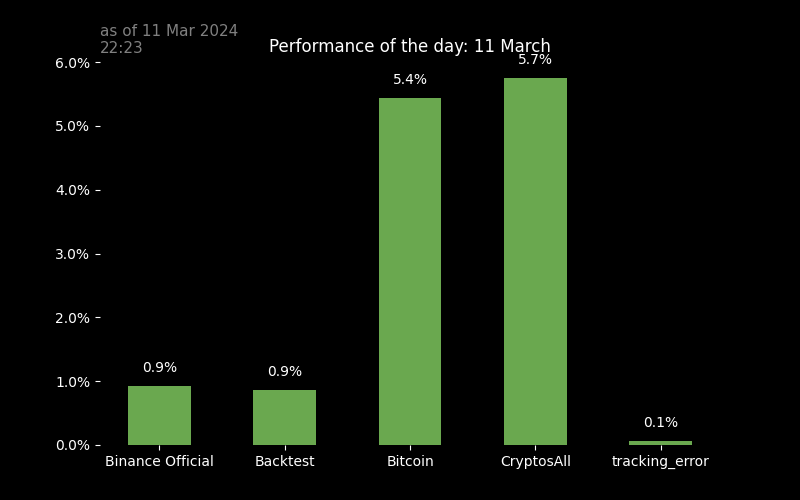 as of 11 Mar 2024
22:23
Performance of the day: 11 March
6.0%
5.0%
4.0%
3.0%
2.0%
1.0%
0.0%
0.9%
0.9%
5.4%
5.7%
0.1%
Binance Official
Backtest
Bitcoin
CryptosAll
tracking_error